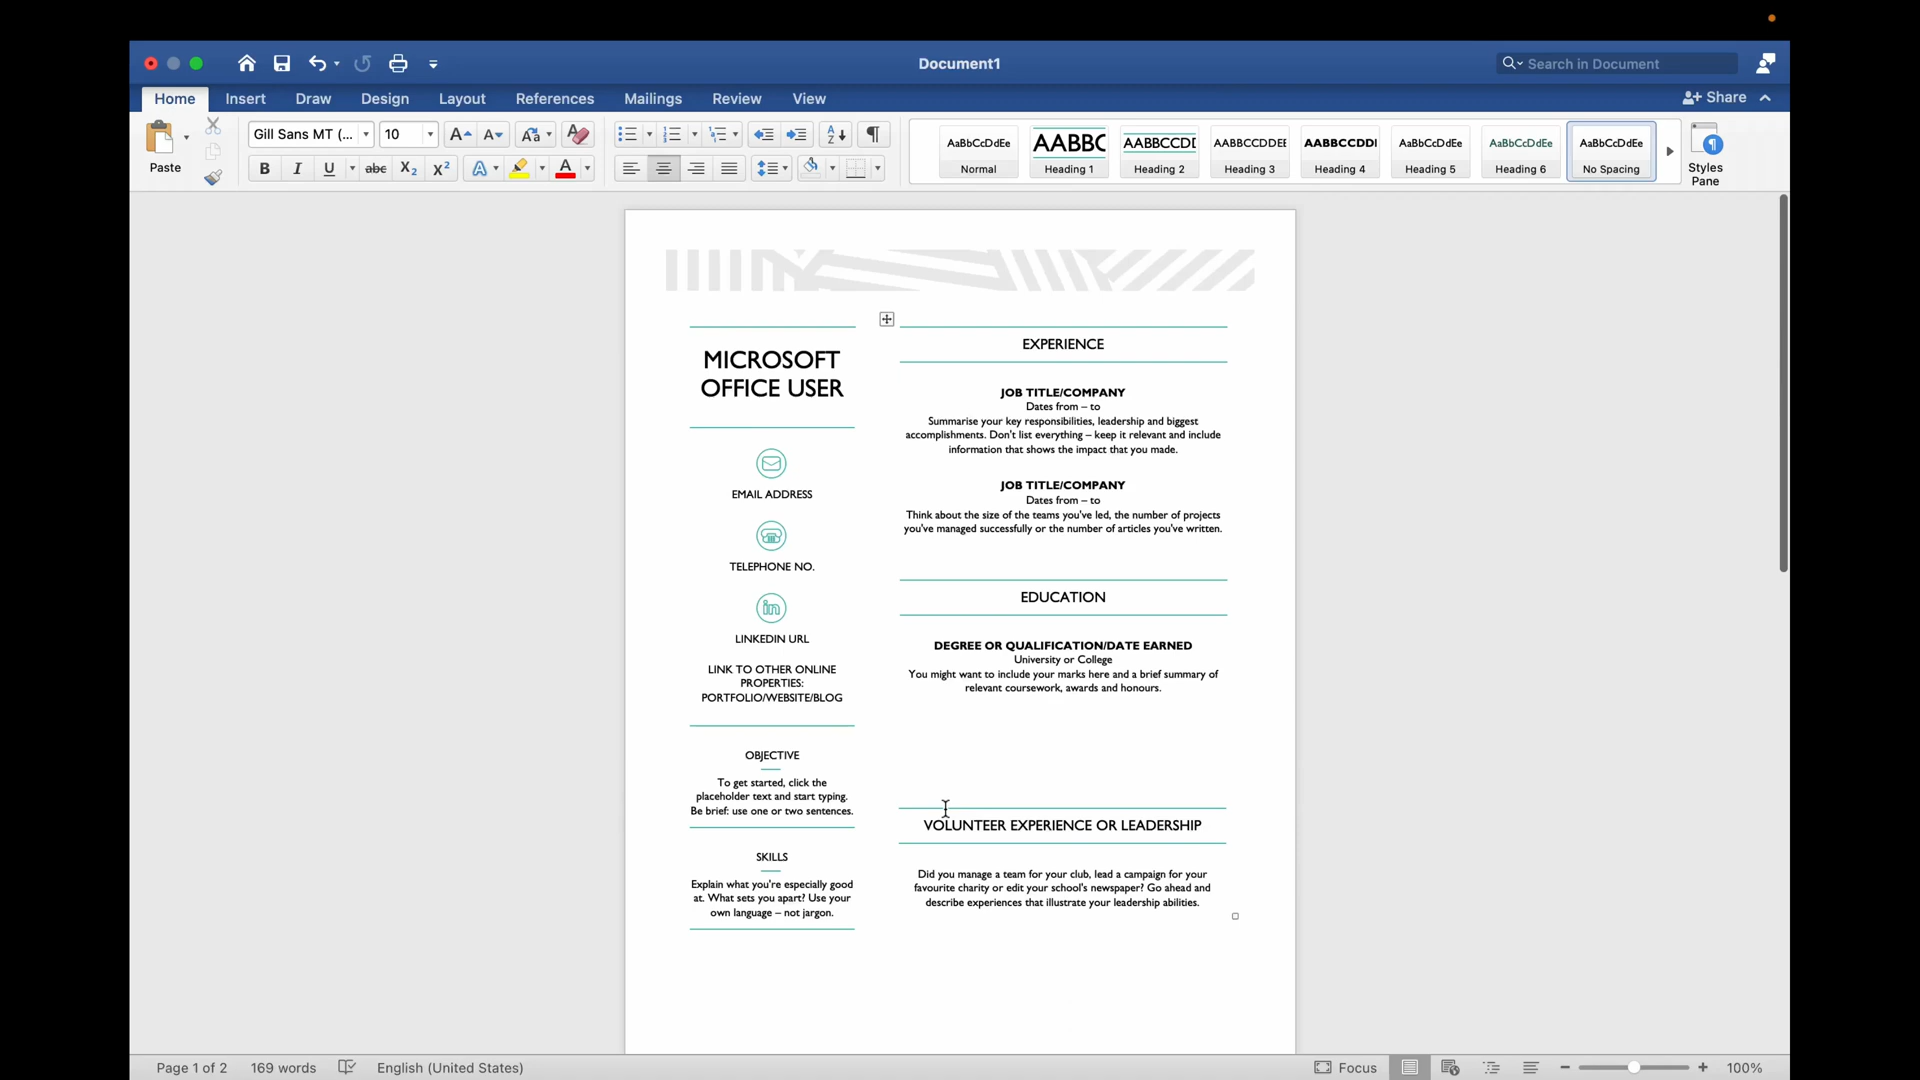 Document1
Search in Document
Home
Insert
Draw
Design
Layout
References
Mailings
Review
View
Share
Paste
Gill Sans MT (...
10
AaBbCcDdEe
AABBC
AABBCCDI
AABBCCDDEE
AABBCCDDI
AaBbCcDdEe
AaBbCcDdEe
AaBbCcDdEe
Normal
Heading 1
Heading 2
Heading 3
Heading 4
Heading 5
Heading 6
No Spacing
Styles
Pane
MICROSOFT
OFFICE USER
EMAIL ADDRESS
TELEPHONE NO.
in
LINKEDIN URL
LINK TO OTHER ONLINE
PROPERTIES:
PORTFOLIO/WEBSITE/BLOG
OBJECTIVE
To get started, click the
placeholder text and start typing.
Be brief: use one or two sentences.
SKILLS
Explain what you're especially good
at. What sets you apart? Use your
own language – not jargon.
EXPERIENCE
JOB TITLE/COMPANY
Dates from – to
Summarise your key responsibilities, leadership and biggest
accomplishments. Don't list everything – keep it relevant and include
information that shows the impact that you made.
JOB TITLE/COMPANY
Dates from – to
Think about the size of the teams you've led, the number of projects
you've managed successfully or the number of articles you've written.
EDUCATION
DEGREE OR QUALIFICATION/DATE EARNED
University or College
You might want to include your marks here and a brief summary of
relevant coursework, awards and honours.
VOLUNTEER EXPERIENCE OR LEADERSHIP
Did you manage a team for your club, lead a campaign for your
favourite charity or edit your school's newspaper? Go ahead and
describe experiences that illustrate your leadership abilities.
Page 1 of 2
169 words
English (United States)
Focus
100%